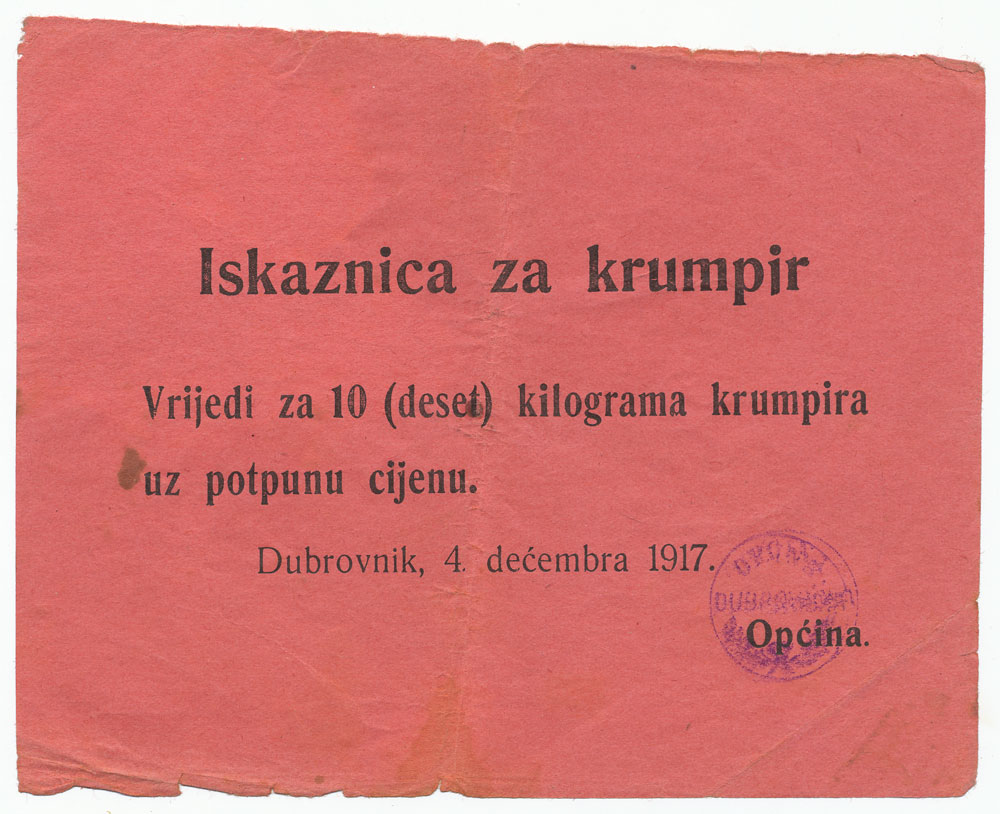 Iskaznica za krumpir
Vrijedi za 10 (deset) kilograma krumpira
uz potpunu cijenu.
Dubrovnik, 4. dećembra 1917.
Općina.